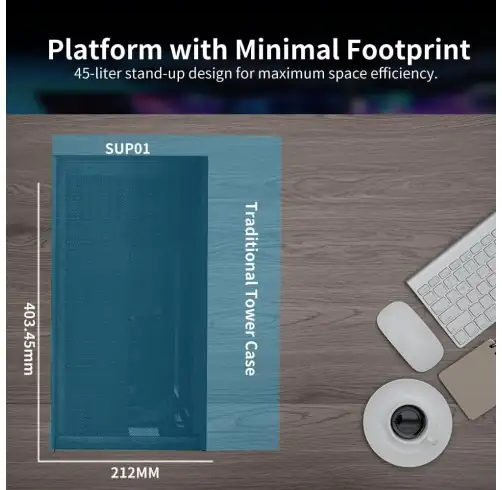 Platform with Minimal Footprint
45-liter stand-up design for maximum space efficiency.
SUP01
Traditional Tower Case
403.45mm
212MM